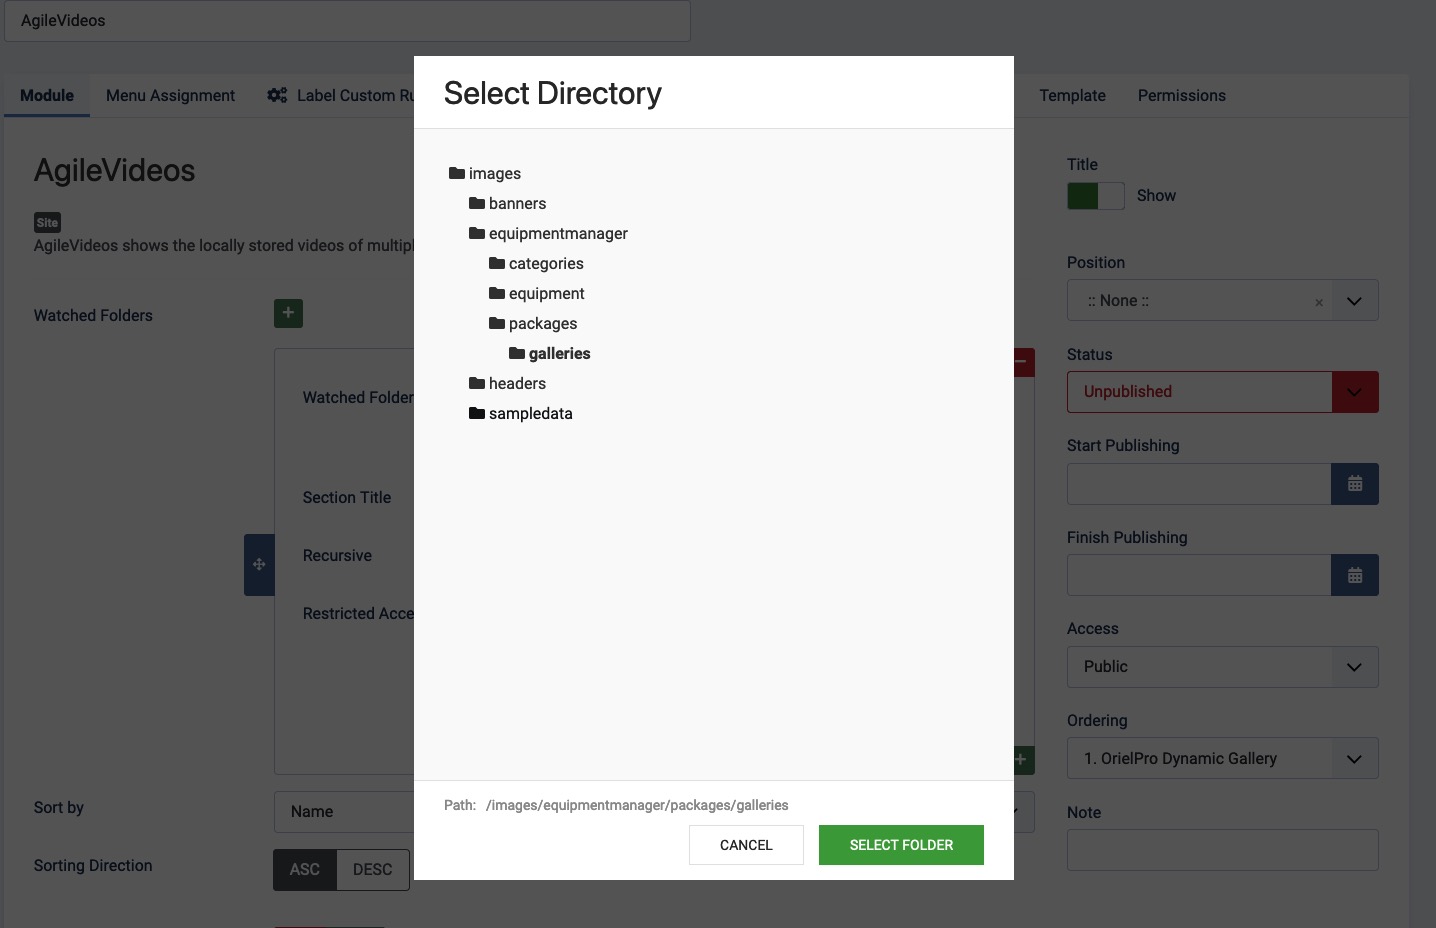 AgileVideos
Module
Menu Assignment
Label Custom Ru
Template
Permissions
AgileVideos
Site
AgileVideos shows the locally stored videos of multipl
Watched Folders
Watched Folder
Section Title
Recursive
Restricted Acce
Sort by
Name
Sorting Direction
ASC
DESC
Select Directory
images
banners
equipmentmanager
categories
equipment
packages
galleries
headers
sampledata
Path: /images/equipmentmanager/packages/galleries
CANCEL
SELECT FOLDER
Title
Show
Position
:: None ::
Status
Unpublished
Start Publishing
Finish Publishing
Access
Public
Ordering
1. OrielPro Dynamic Gallery
Note